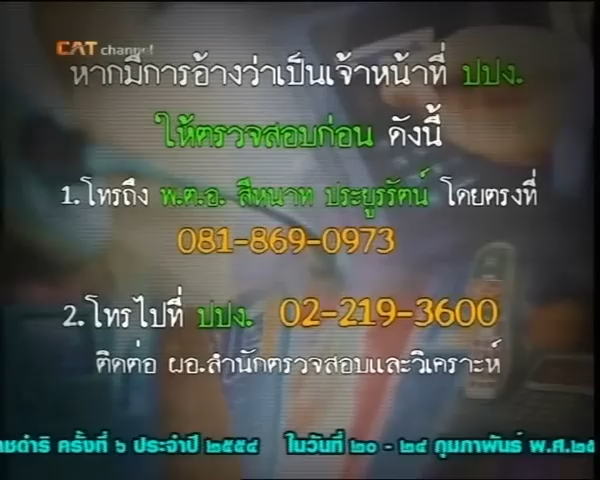 CAT channel
หากมีการอ้างว่าเป็นเจ้าหน้าที่ ปปง.
ให้ตรวจสอบก่อน ดังนี้
1.โทรถึง พ.ต.อ. สีหนาท ประยูรรัตน์ โดยตรงที่
081-869-0973
2.โทรไปที่ ปปง. 02-219-3600
ติดต่อ ผอ.สำนักตรวจสอบและวิเคราะห์
ชดำริ ครั้งที่ ๖ ประจำปี ๒๕๕๔ ในวันที่ ๒๐ - ๒๔ กุมภาพันธ์ พ.ศ.๒๕